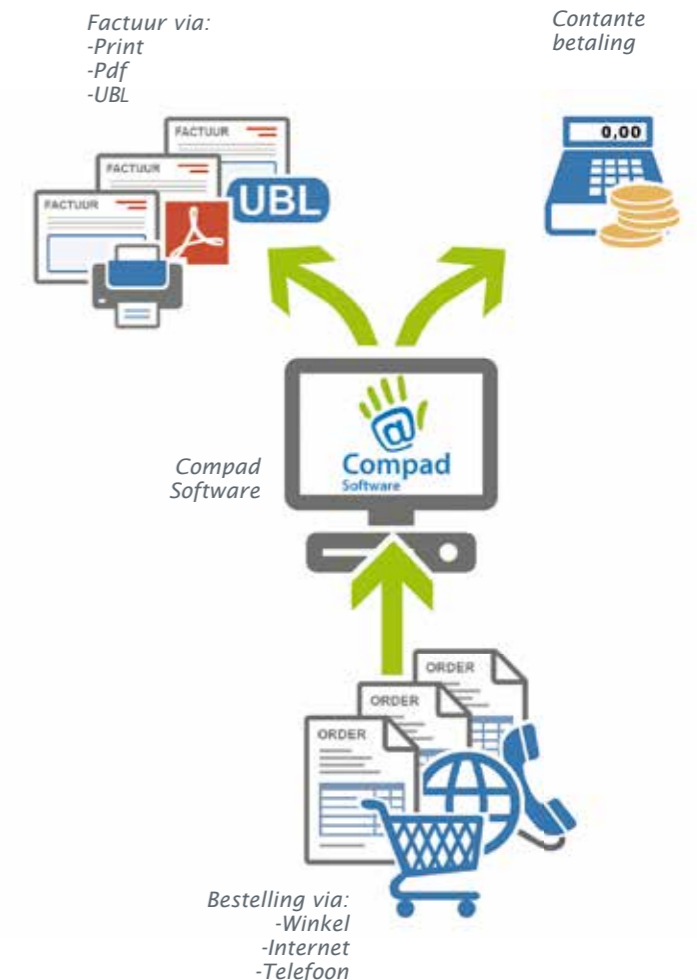 Factuur via:
-Print
-Pdf
-UBL
Contante
betaling
FACTUUR
FACTUUR
FACTUUR
UBL
0,00
Compad
Software
Compad
Software
ORDER
ORDER
ORDER
Bestelling via:
-Winkel
-Internet
-Telefoon